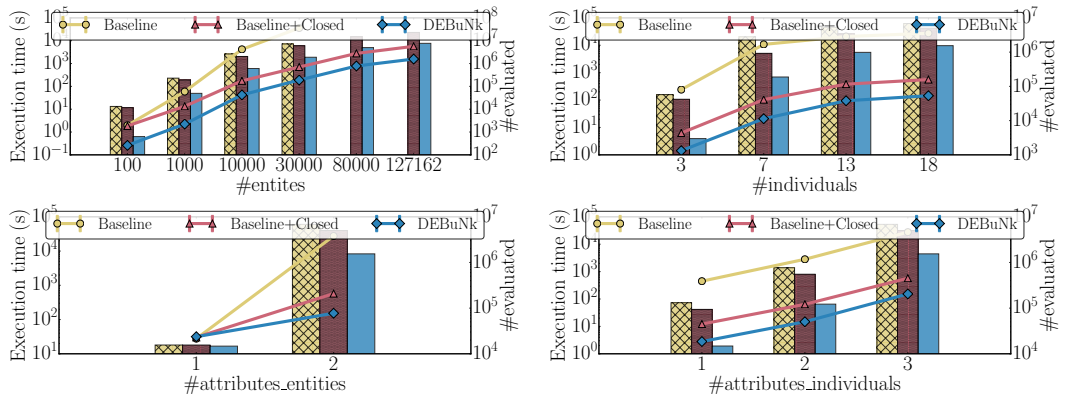 Baseline Baseline+Closed DEBuNk
Execution time (s)
10^5
10^4
10^3
10^2
10^1
10^0
10^-1
10^8
10^7
10^6
10^5
10^4
10^3
10^2
#evaluated
100 1000 10000 30000 80000 127162
#entites
Baseline Baseline+Closed DEBuNk
Execution time (s)
10^5
10^4
10^3
10^2
10^1
10^0
10^7
10^6
10^5
10^4
10^3
#evaluated
3 7 13 18
#individuals
Baseline Baseline+Closed DEBuNk
Execution time (s)
10^5
10^4
10^3
10^2
10^1
10^7
10^6
10^5
10^4
#evaluated
1 2
#attributes_entities
Baseline Baseline+Closed DEBuNk
Execution time (s)
10^5
10^4
10^3
10^2
10^1
10^0
10^7
10^6
10^5
10^4
#evaluated
1 2 3
#attributes_individuals